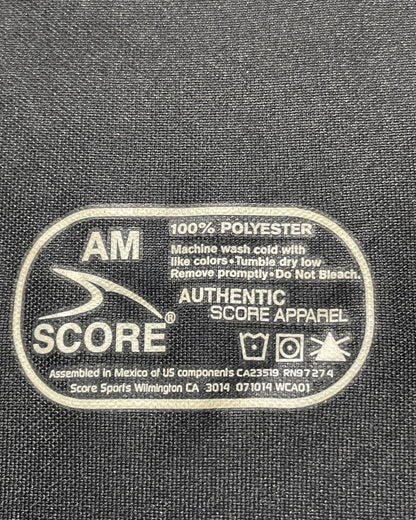 AM
SCORE®
100% POLYESTER
Machine wash cold with
like colors • Tumble dry low
Remove promptly • Do Not Bleach.
AUTHENTIC
SCORE APPAREL
Assembled in Mexico of US components CA23519 RN97274
Score Sports Wilmington CA 3014 071014 WCA01